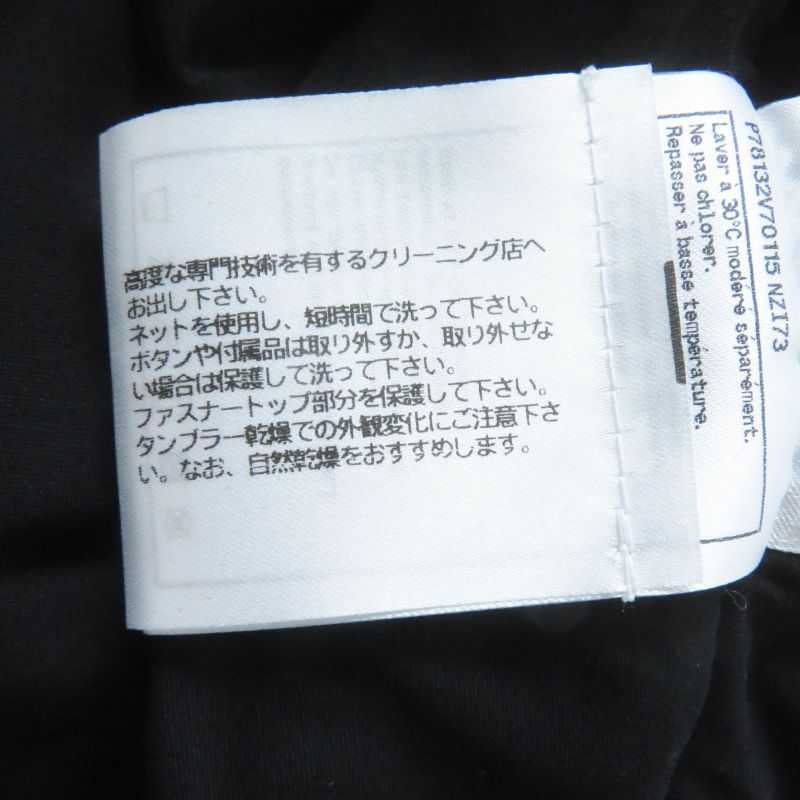 高度な専門技術を有するクリーニング店へ
お出し下さい。
ネットを使用し、短時間で洗って下さい。
ボタンや付属品は取り外すか、取り外せな
い場合は保護して洗って下さい。
ファスナートップ部分を保護して下さい。
タンブラー乾燥での外観変化にご注意下さ
い。なお、自然乾燥をおすすめします。
P78132V70115 NZI73
Laver à 30°C modéré séparément.
Ne pas chlorer.
Repasser à basse température.